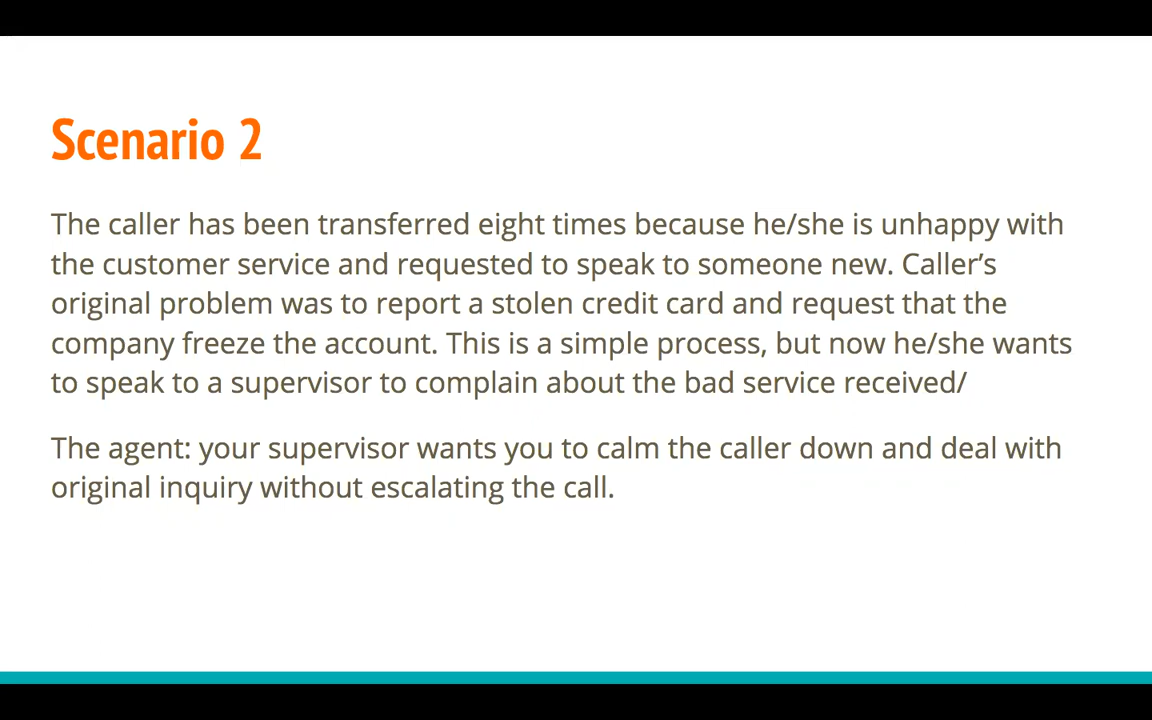 Scenario 2
The caller has been transferred eight times because he/she is unhappy with
the customer service and requested to speak to someone new. Caller’s
original problem was to report a stolen credit card and request that the
company freeze the account. This is a simple process, but now he/she wants
to speak to a supervisor to complain about the bad service received/
The agent: your supervisor wants you to calm the caller down and deal with
original inquiry without escalating the call.